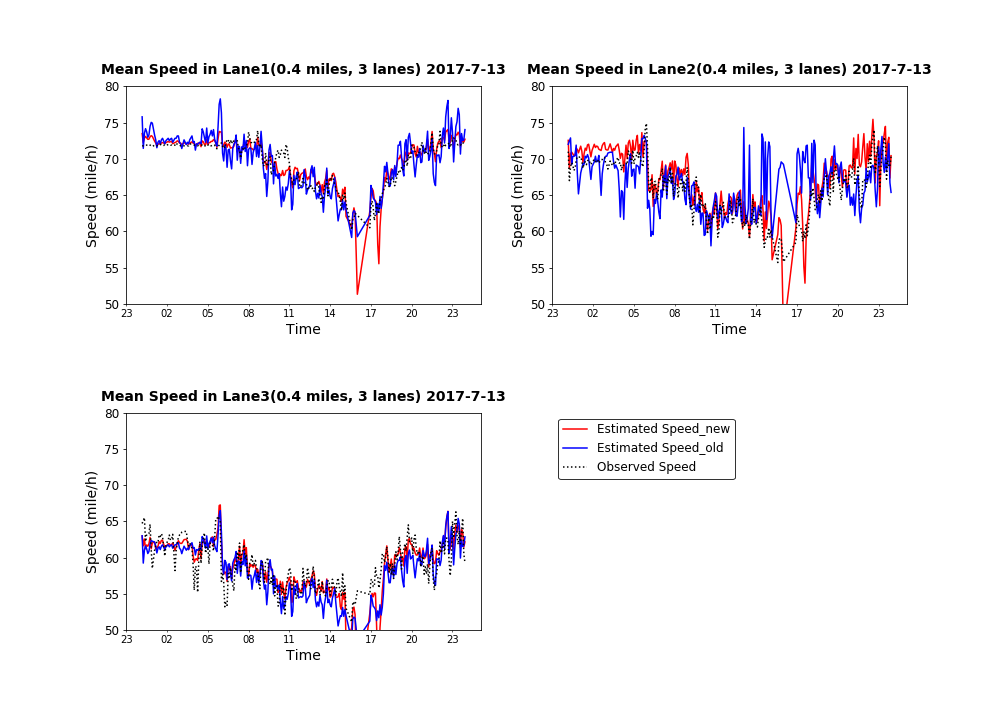 Mean Speed in Lane1(0.4 miles, 3 lanes) 2017-7-13
80
75
70
65
60
55
50
Speed (mile/h)
23 02 05 08 11 14 17 20 23
Time
Mean Speed in Lane2(0.4 miles, 3 lanes) 2017-7-13
80
75
70
65
60
55
50
Speed (mile/h)
23 02 05 08 11 14 17 20 23
Time
Mean Speed in Lane3(0.4 miles, 3 lanes) 2017-7-13
80
75
70
65
60
55
50
Speed (mile/h)
23 02 05 08 11 14 17 20 23
Time
Estimated Speed_new
Estimated Speed_old
Observed Speed